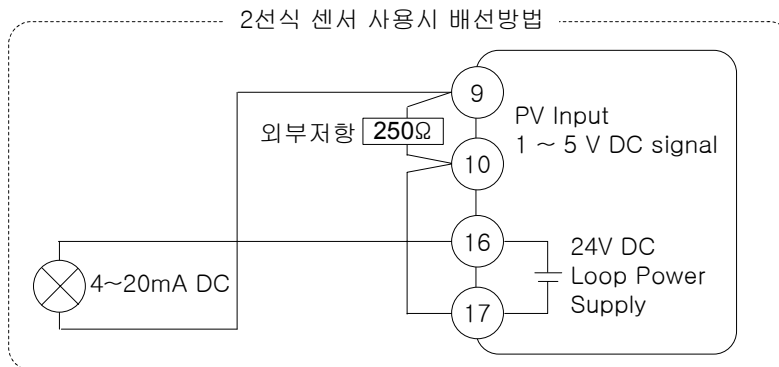 2선식 센서 사용시 배선방법
9
PV Input
1 ~ 5 V DC signal
외부저항 250Ω
10
16
24V DC
Loop Power
Supply
4~20mA DC
17